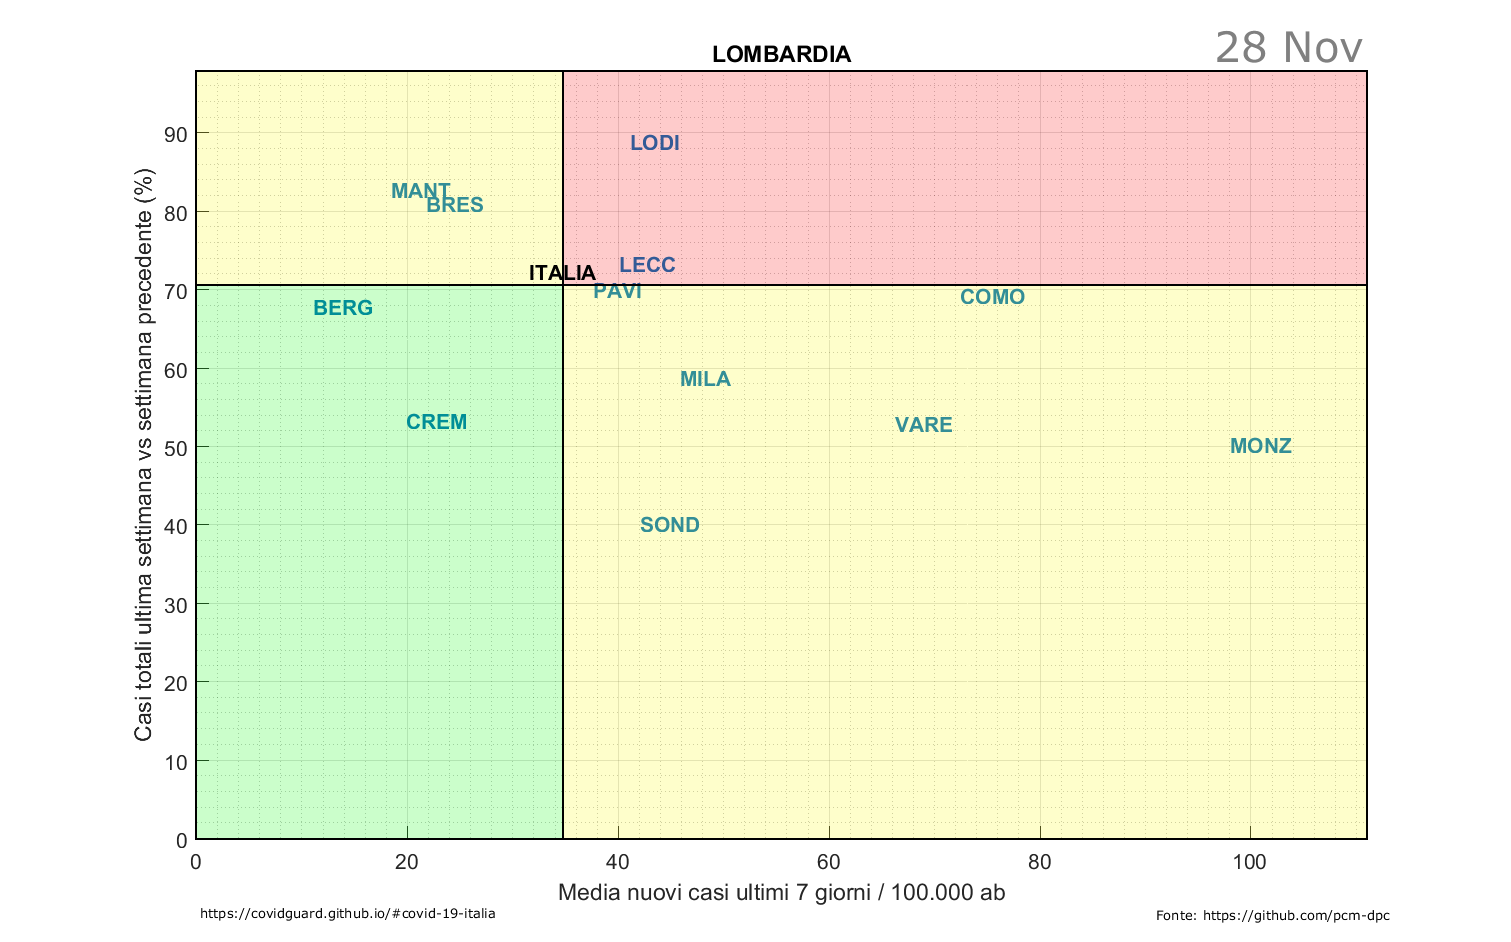 LOMBARDIA
28 Nov
Casi totali ultima settimana vs settimana precedente (%)
90
80
70
60
50
40
30
20
10
0
LODI
MANT
BRES
LECC
ITALIA
PAVI
COMO
BERG
MILA
CREM
VARE
MONZ
SOND
0
20
40
60
80
100
Media nuovi casi ultimi 7 giorni / 100.000 ab
https://covidguard.github.io/#covid-19-italia
Fonte: https://github.com/pcm-dpc